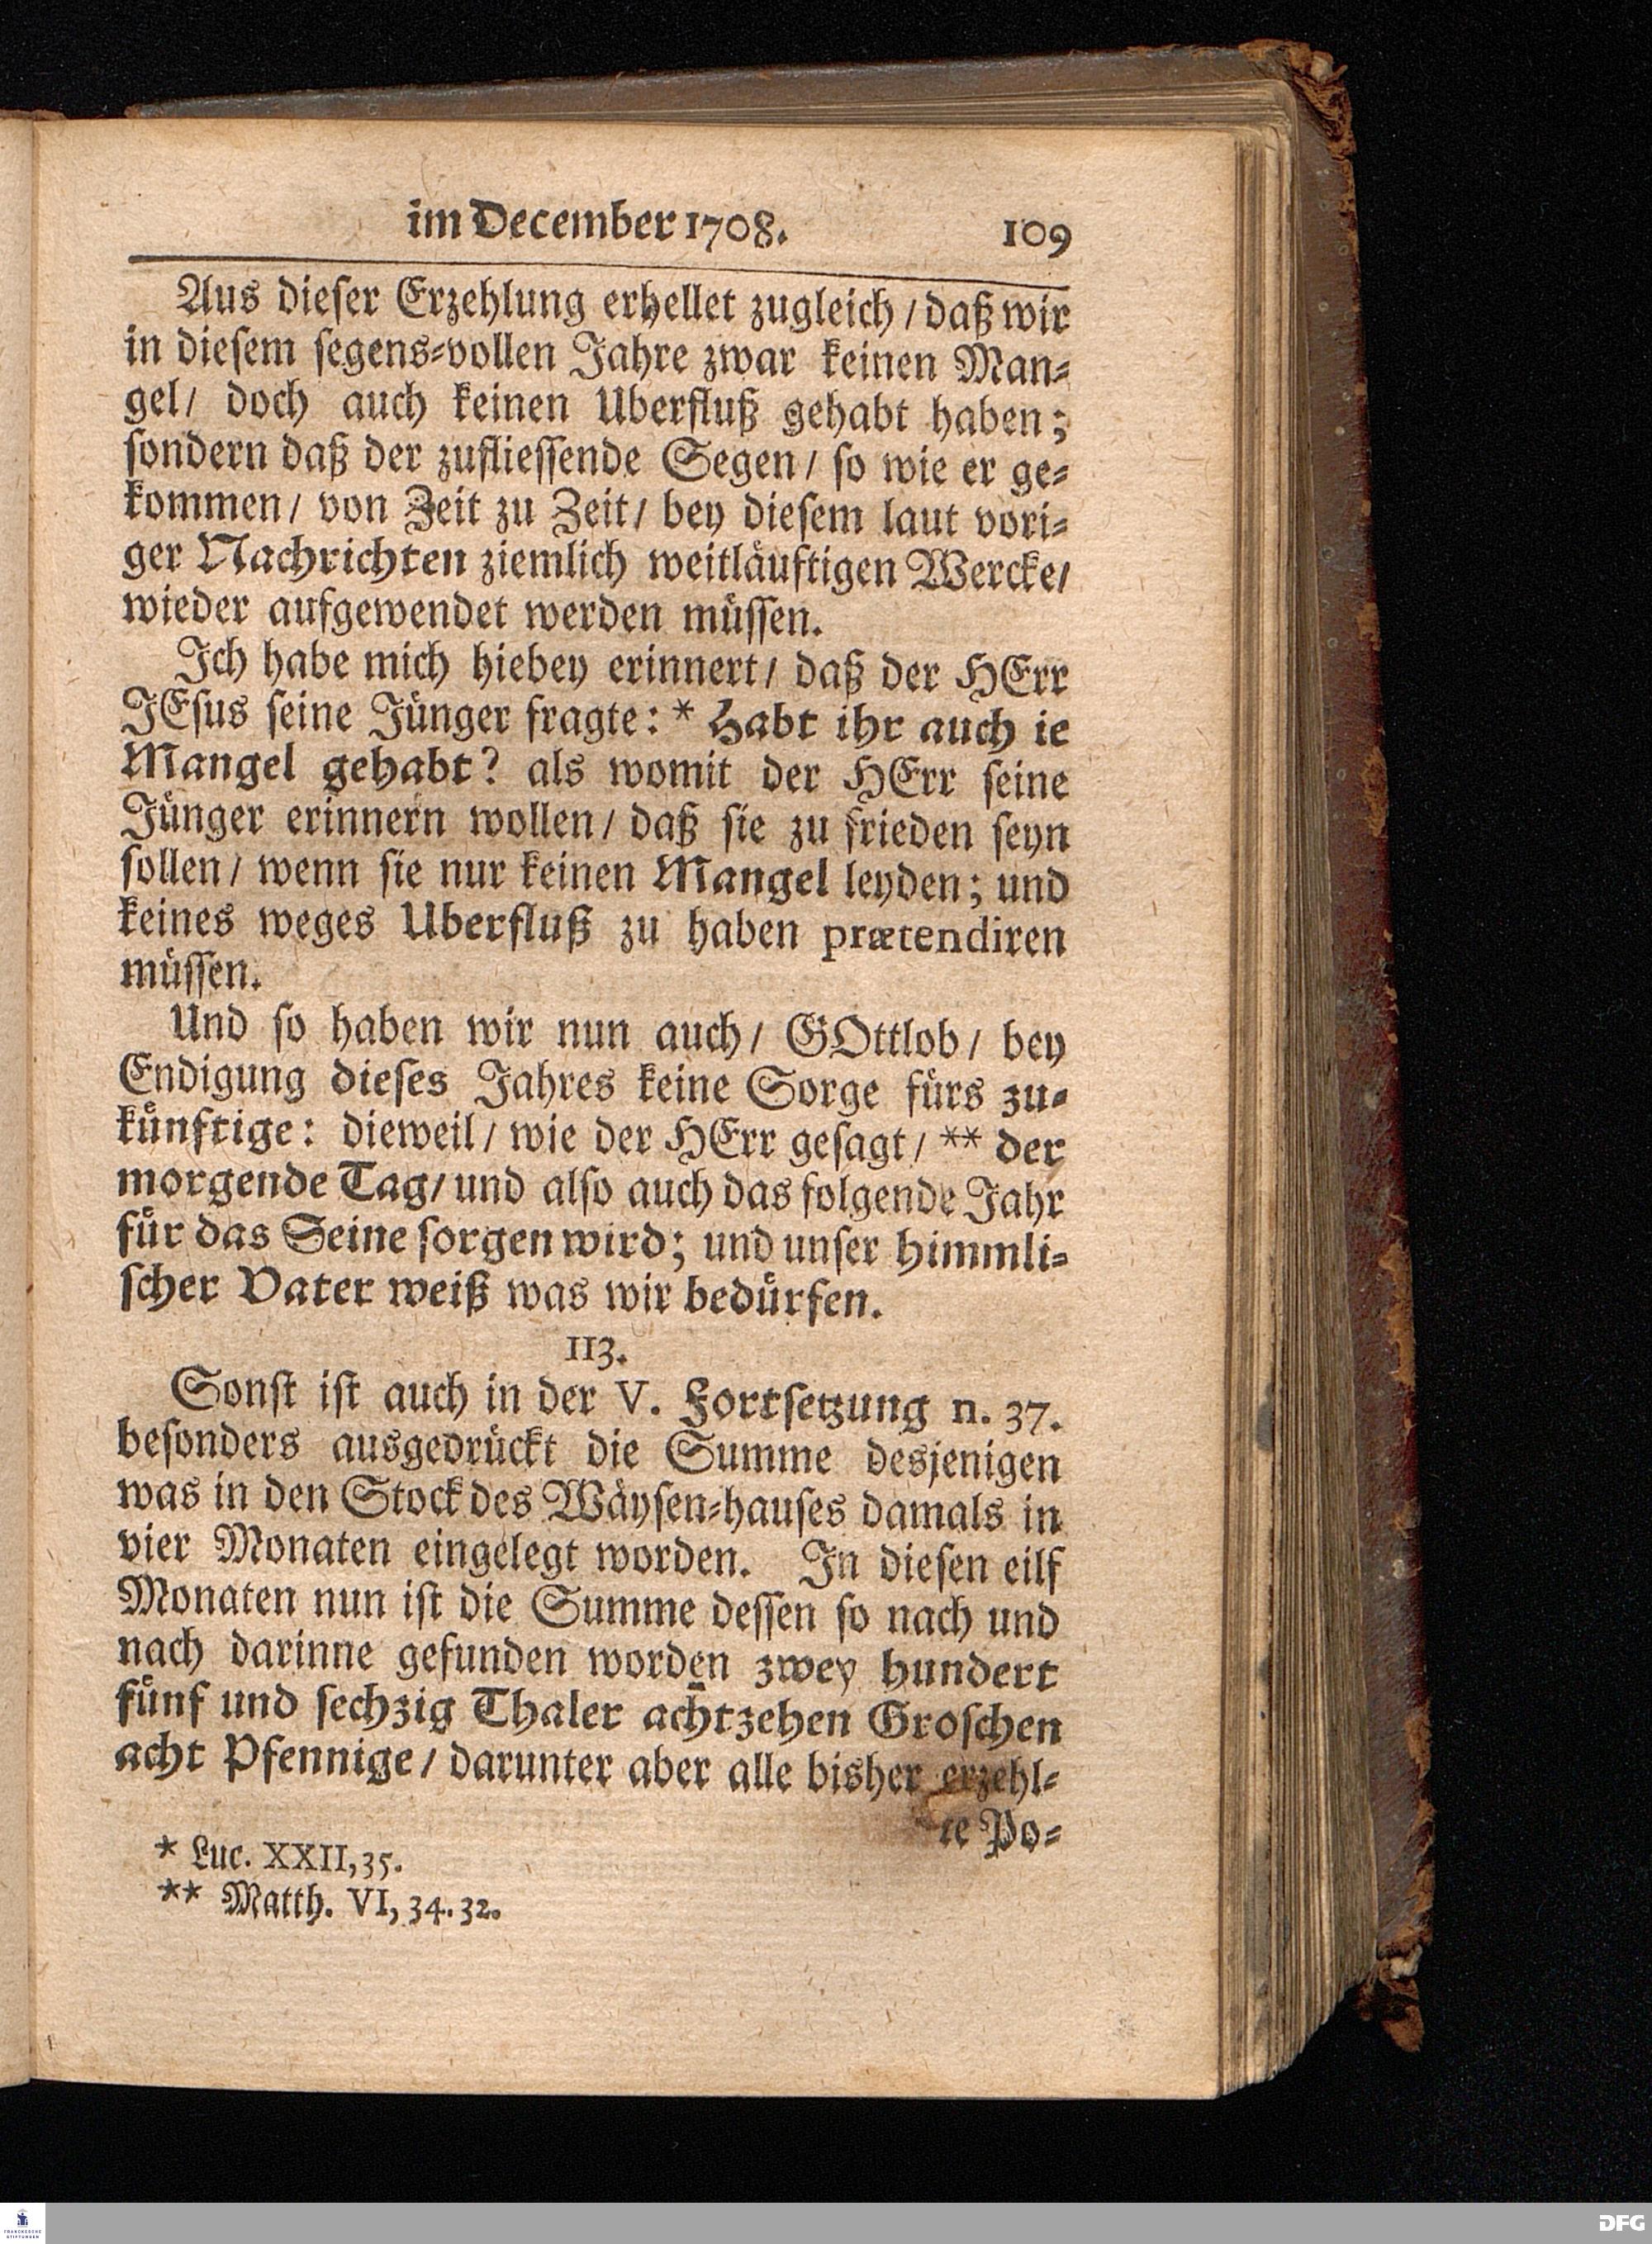 im December 1708. 109
Aus dieser Erzehlung erhellet zugleich / daß wir
in diesem segens-vollen Jahre zwar keinen Man-
gel / doch auch keinen Uberfluß gehabt haben;
sondern daß der zufliessende Segen / so wie er ge-
kommen / von Zeit zu Zeit / bey diesem laut vori-
ger Nachrichten ziemlich weitläuftigen Wercke /
wieder aufgewendet werden müssen.
Ich habe mich hiebey erinnert / daß der HErr
JEsus seine Jünger fragte: * Habt ihr auch ie
Mangel gehabt? als womit der HErr seine
Jünger erinnern wollen / daß sie zu frieden seyn
sollen / wenn sie nur keinen Mangel leyden; und
keines weges Uberfluß zu haben prætendiren
müssen.
Und so haben wir nun auch / GOttlob / bey
Endigung dieses Jahres keine Sorge fürs zu-
künftige: dieweil / wie der HErr gesagt / ** der
morgende Tag / und also auch das folgende Jahr
für das Seine sorgen wird; und unser himmli-
scher Vater weiß was wir bedürfen.
113.
Sonst ist auch in der V. Fortsetzung n. 37.
besonders ausgedrückt die Summe desjenigen
was in den Stock des Wäysen-hauses damals in
vier Monaten eingelegt worden. In diesen eilf
Monaten nun ist die Summe dessen so nach und
nach darinne gefunden worden zwey hundert
fünf und sechzig Thaler achtzehen Groschen
acht Pfennige / darunter aber alle bisher erzehl-
te Po-
* Luc. XXII, 35.
** Matth. VI, 34. 32.
FRANCKESCHE
STIFTUNGEN
DFG